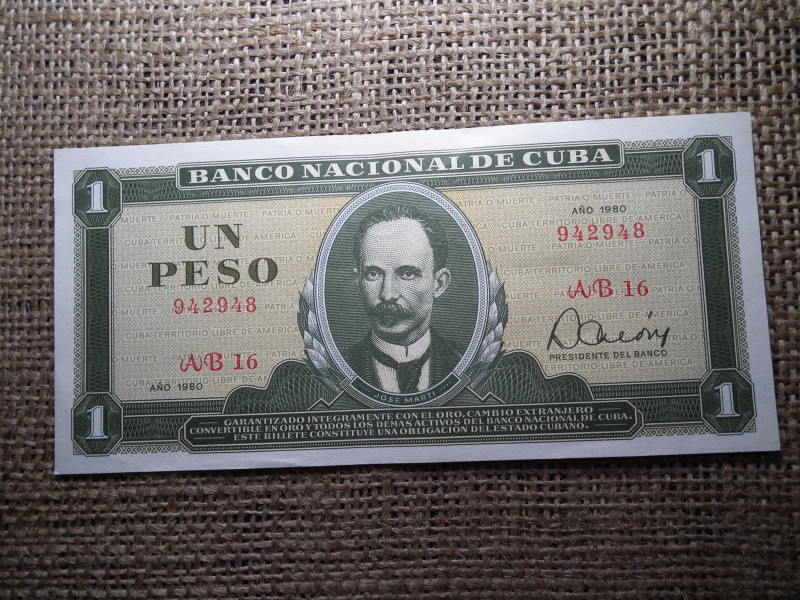 BANCO NACIONAL DE CUBA
1
1
UN
PESO
942948
AB 16
AÑO 1980
AÑO 1980
942948
AB 16
PRESIDENTE DEL BANCO
JOSE MARTI
PATRIA O MUERTE
CUBA TERRITORIO LIBRE DE AMERICA
GARANTIZADO INTEGRAMENTE CON EL ORO, CAMBIO EXTRANJERO
CONVERTIBLE EN ORO Y TODOS LOS DEMAS ACTIVOS DEL BANCO NACIONAL DE CUBA.
ESTE BILLETE CONSTITUYE UNA OBLIGACION DEL ESTADO CUBANO.
1
1